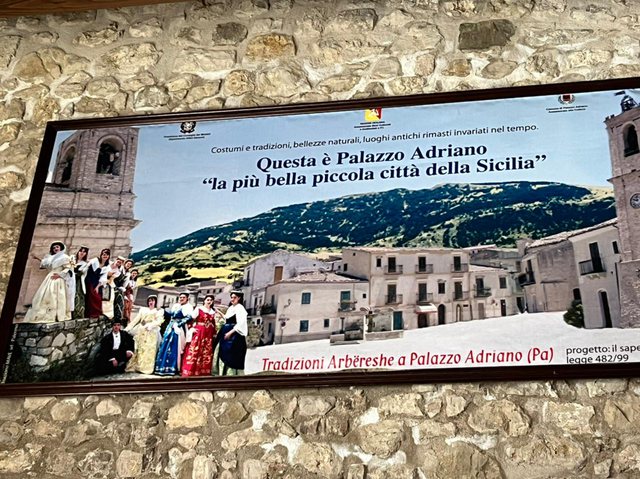 Costumi e tradizioni, bellezze naturali, luoghi antichi rimasti invariati nel tempo.
Questa è Palazzo Adriano
“la più bella piccola città della Sicilia”
Tradizioni Arbëreshe a Palazzo Adriano (Pa)
progetto: il sape
legge 482/99